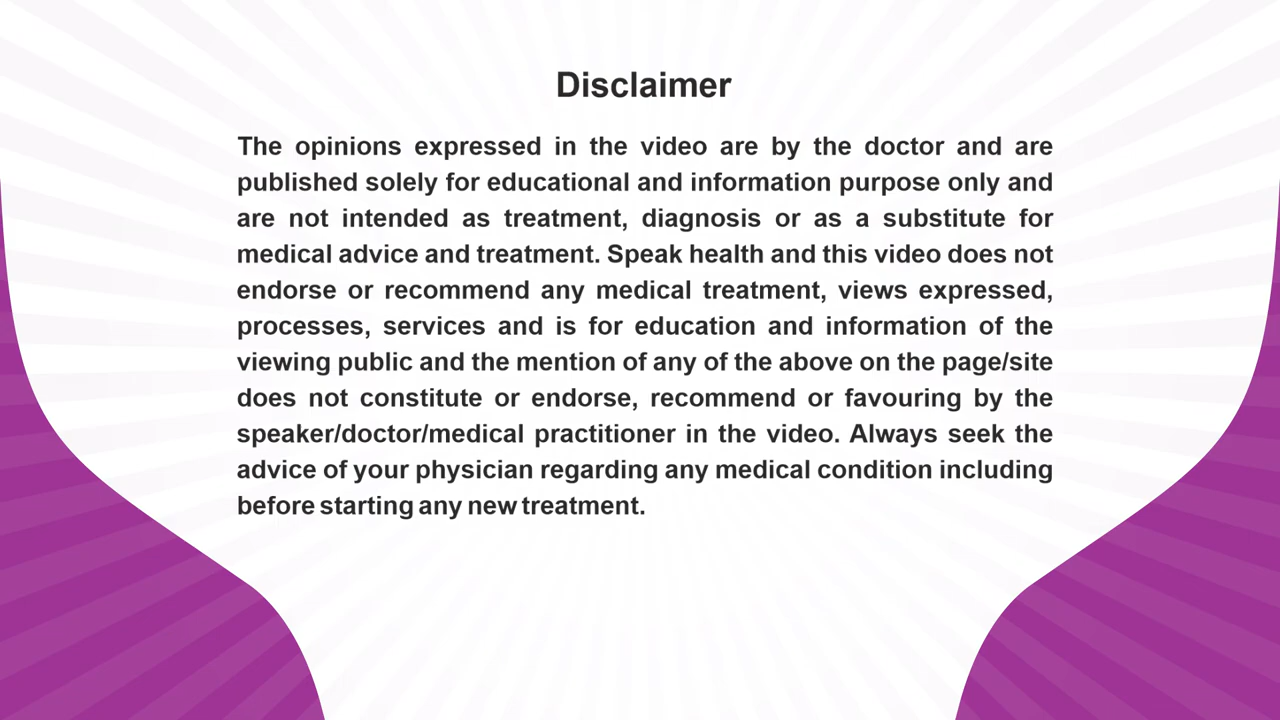 Disclaimer
The opinions expressed in the video are by the doctor and are
published solely for educational and information purpose only and
are not intended as treatment, diagnosis or as a substitute for
medical advice and treatment. Speak health and this video does not
endorse or recommend any medical treatment, views expressed,
processes, services and is for education and information of the
viewing public and the mention of any of the above on the page/site
does not constitute or endorse, recommend or favouring by the
speaker/doctor/medical practitioner in the video. Always seek the
advice of your physician regarding any medical condition including
before starting any new treatment.